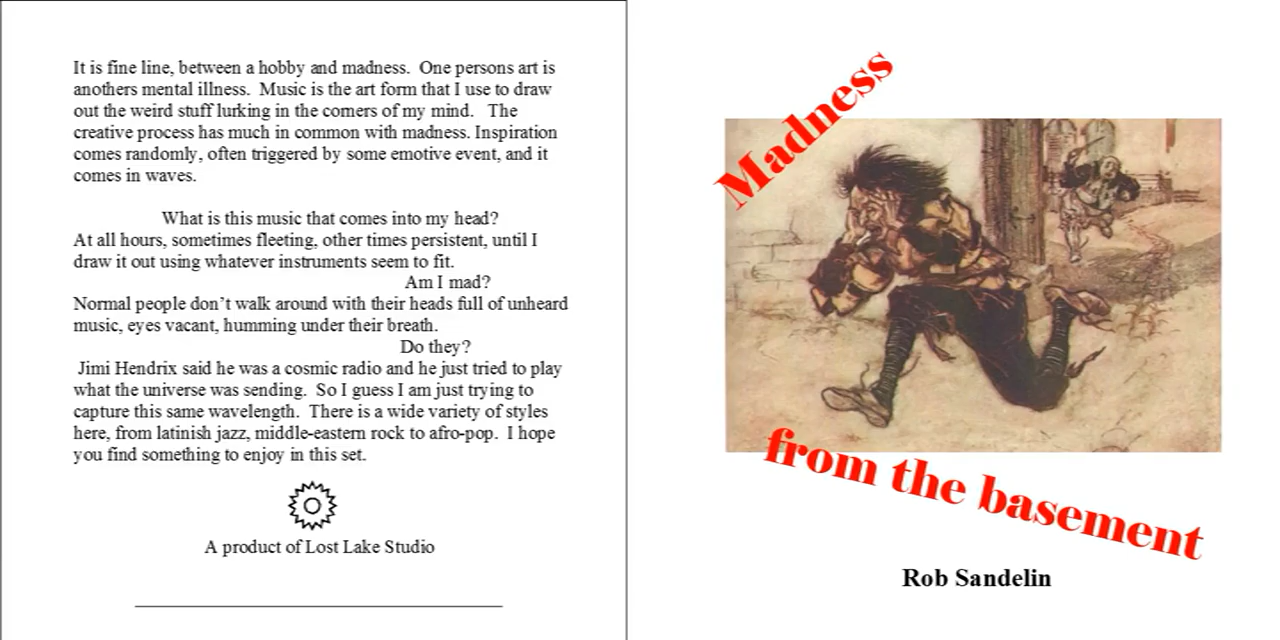 It is fine line, between a hobby and madness.  One persons art is
anothers mental illness.  Music is the art form that I use to draw
out the weird stuff lurking in the corners of my mind.   The
creative process has much in common with madness. Inspiration
comes randomly, often triggered by some emotive event, and it
comes in waves.
What is this music that comes into my head?
At all hours, sometimes fleeting, other times persistent, until I
draw it out using whatever instruments seem to fit.
Am I mad?
Normal people don't walk around with their heads full of unheard
music, eyes vacant, humming under their breath.
Do they?
Jimi Hendrix said he was a cosmic radio and he just tried to play
what the universe was sending.  So I guess I am just trying to
capture this same wavelength.  There is a wide variety of styles
here, from latinish jazz, middle-eastern rock to afro-pop.  I hope
you find something to enjoy in this set.
A product of Lost Lake Studio
Madness
from the basement
Rob Sandelin